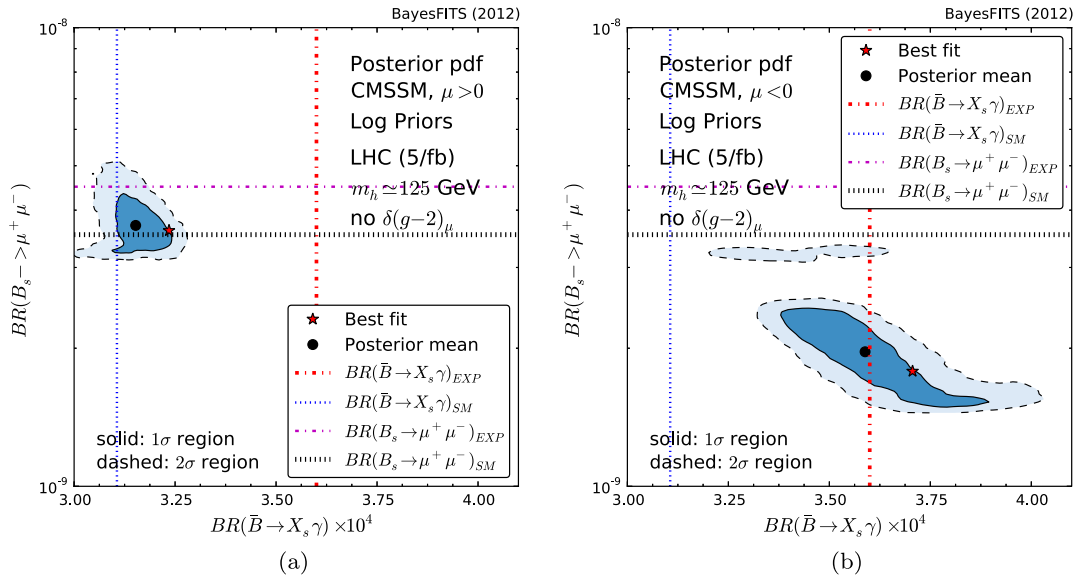 BayesFITS (2012)
10⁻⁸
Posterior pdf
CMSSM, μ>0
Log Priors
LHC (5/fb)
m_h ≃ 125 GeV
no δ(g−2)_μ
BR(B_s −> μ⁺ μ⁻)
Best fit
Posterior mean
BR(B̄→X_s γ)_EXP
BR(B̄→X_s γ)_SM
BR(B_s→μ⁺ μ⁻)_EXP
BR(B_s→μ⁺ μ⁻)_SM
solid: 1σ region
dashed: 2σ region
10⁻⁹
3.00 3.25 3.50 3.75 4.00
BR(B̄→X_s γ) ×10⁴
(a)
BayesFITS (2012)
10⁻⁸
Posterior pdf
CMSSM, μ<0
Log Priors
LHC (5/fb)
m_h ≃ 125 GeV
no δ(g−2)_μ
Best fit
Posterior mean
BR(B̄→X_s γ)_EXP
BR(B̄→X_s γ)_SM
BR(B_s→μ⁺ μ⁻)_EXP
BR(B_s→μ⁺ μ⁻)_SM
BR(B_s −> μ⁺ μ⁻)
solid: 1σ region
dashed: 2σ region
10⁻⁹
3.00 3.25 3.50 3.75 4.00
BR(B̄→X_s γ) ×10⁴
(b)